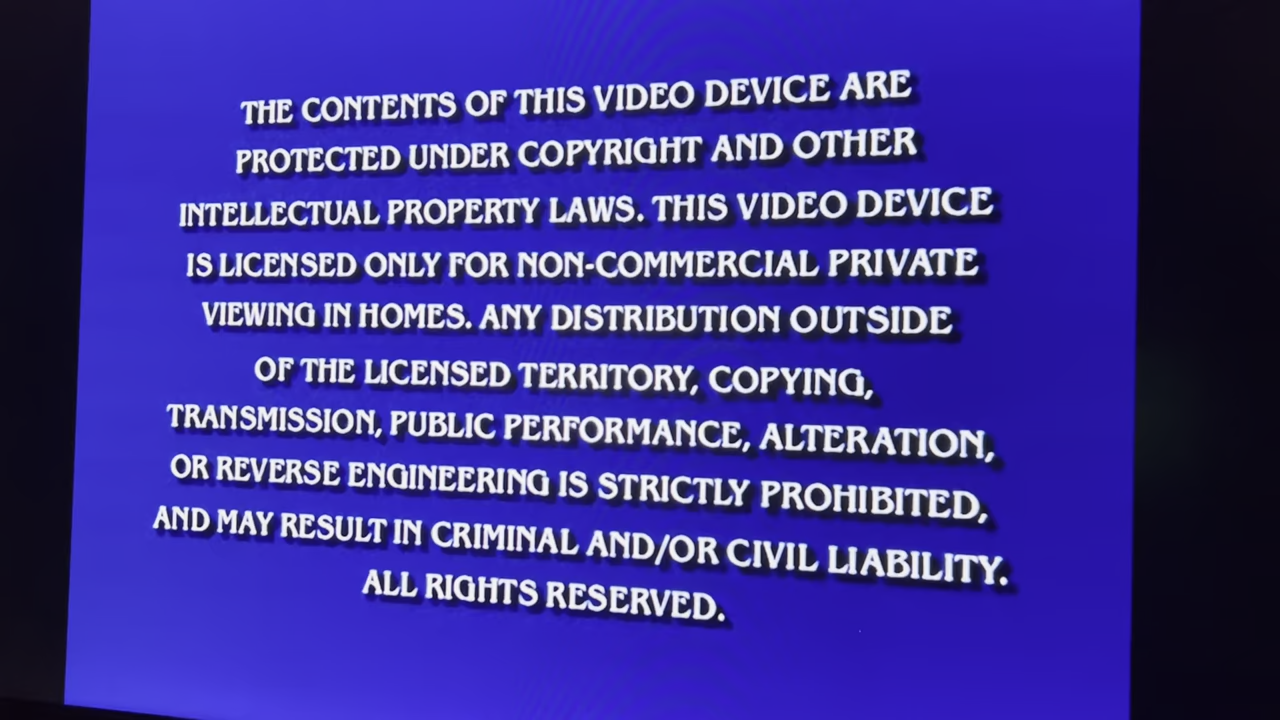 THE CONTENTS OF THIS VIDEO DEVICE ARE
PROTECTED UNDER COPYRIGHT AND OTHER
INTELLECTUAL PROPERTY LAWS. THIS VIDEO DEVICE
IS LICENSED ONLY FOR NON-COMMERCIAL PRIVATE
VIEWING IN HOMES. ANY DISTRIBUTION OUTSIDE
OF THE LICENSED TERRITORY, COPYING,
TRANSMISSION, PUBLIC PERFORMANCE, ALTERATION,
OR REVERSE ENGINEERING IS STRICTLY PROHIBITED,
AND MAY RESULT IN CRIMINAL AND/OR CIVIL LIABILITY.
ALL RIGHTS RESERVED.